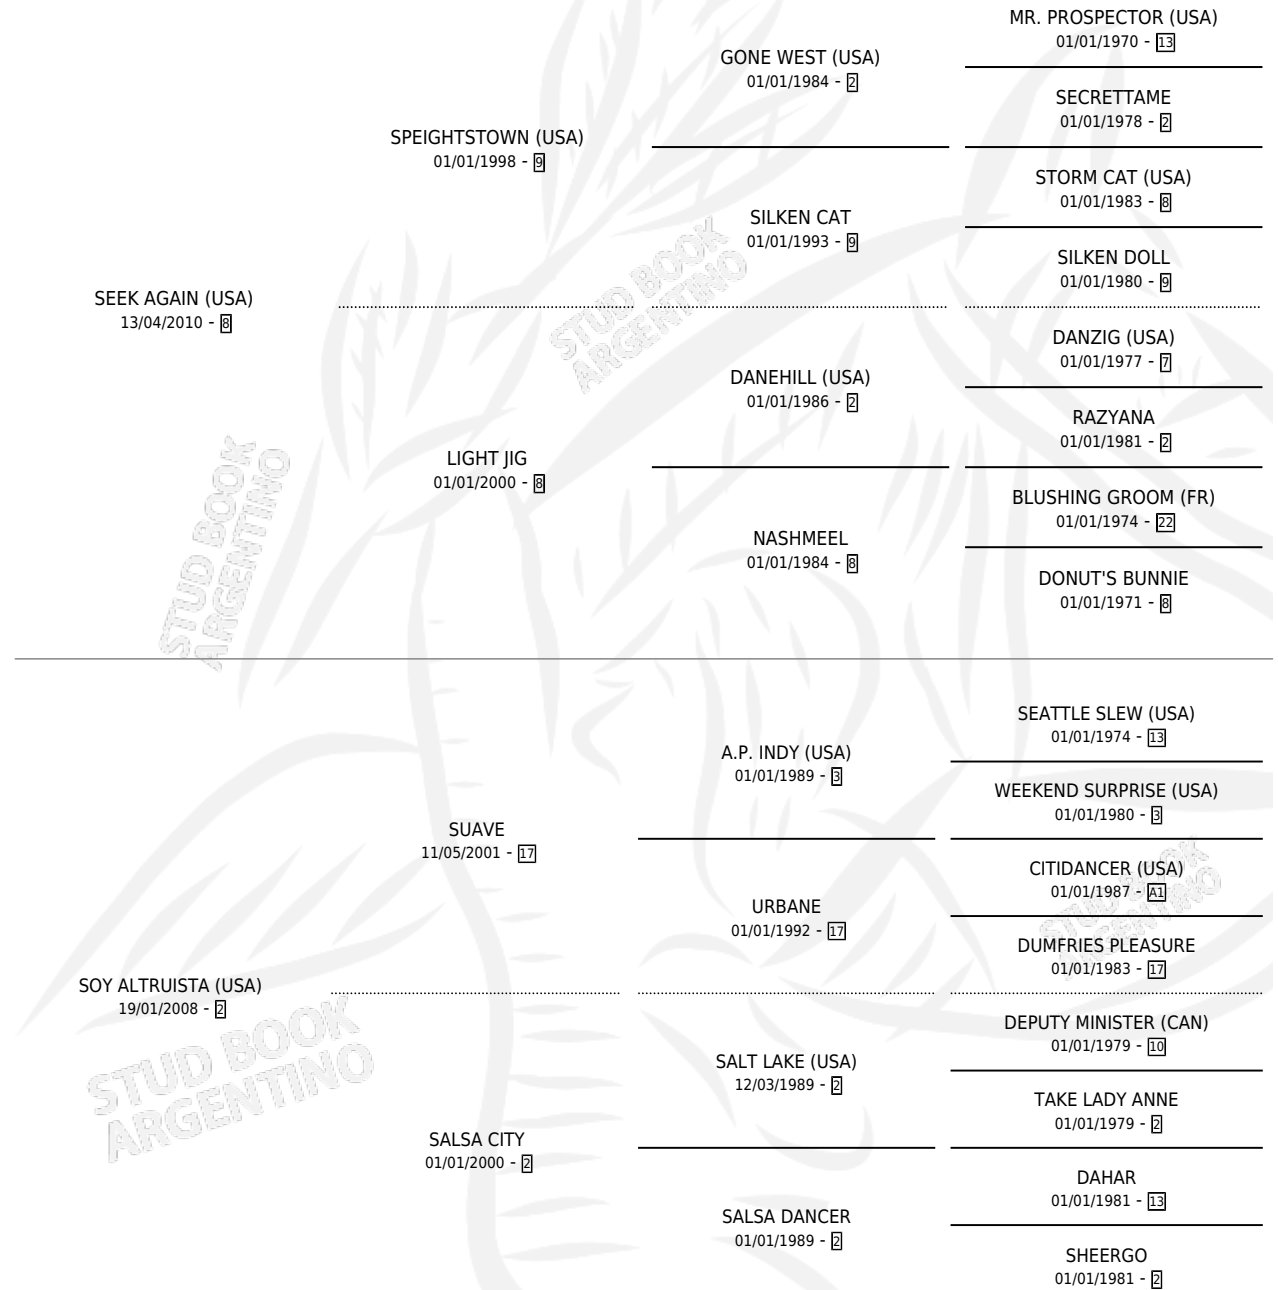 MR. PROSPECTOR (USA)
01/01/1970 - 13
GONE WEST (USA)
01/01/1984 - 2
SECRETTAME
01/01/1978 - 2
SPEIGHTSTOWN (USA)
01/01/1998 - 9
STORM CAT (USA)
01/01/1983 - 8
SILKEN CAT
01/01/1993 - 9
SILKEN DOLL
01/01/1980 - 9
SEEK AGAIN (USA)
13/04/2010 - 8
DANZIG (USA)
01/01/1977 - 7
DANEHILL (USA)
01/01/1986 - 2
RAZYANA
01/01/1981 - 2
LIGHT JIG
01/01/2000 - 8
BLUSHING GROOM (FR)
01/01/1974 - 22
NASHMEEL
01/01/1984 - 8
DONUT'S BUNNIE
01/01/1971 - 8
SEATTLE SLEW (USA)
01/01/1974 - 13
A.P. INDY (USA)
01/01/1989 - 3
WEEKEND SURPRISE (USA)
01/01/1980 - 3
SUAVE
11/05/2001 - 17
CITIDANCER (USA)
01/01/1987 - A1
URBANE
01/01/1992 - 17
DUMFRIES PLEASURE
01/01/1983 - 17
SOY ALTRUISTA (USA)
19/01/2008 - 2
DEPUTY MINISTER (CAN)
01/01/1979 - 10
SALT LAKE (USA)
12/03/1989 - 2
TAKE LADY ANNE
01/01/1979 - 2
SALSA CITY
01/01/2000 - 2
DAHAR
01/01/1981 - 13
SALSA DANCER
01/01/1989 - 2
SHEERGO
01/01/1981 - 2
STUD BOOK
ARGENTINO
STUD BOOK
ARGENTINO
STUD BOOK
ARGENTINO
STUD BOOK
ARGENTINO